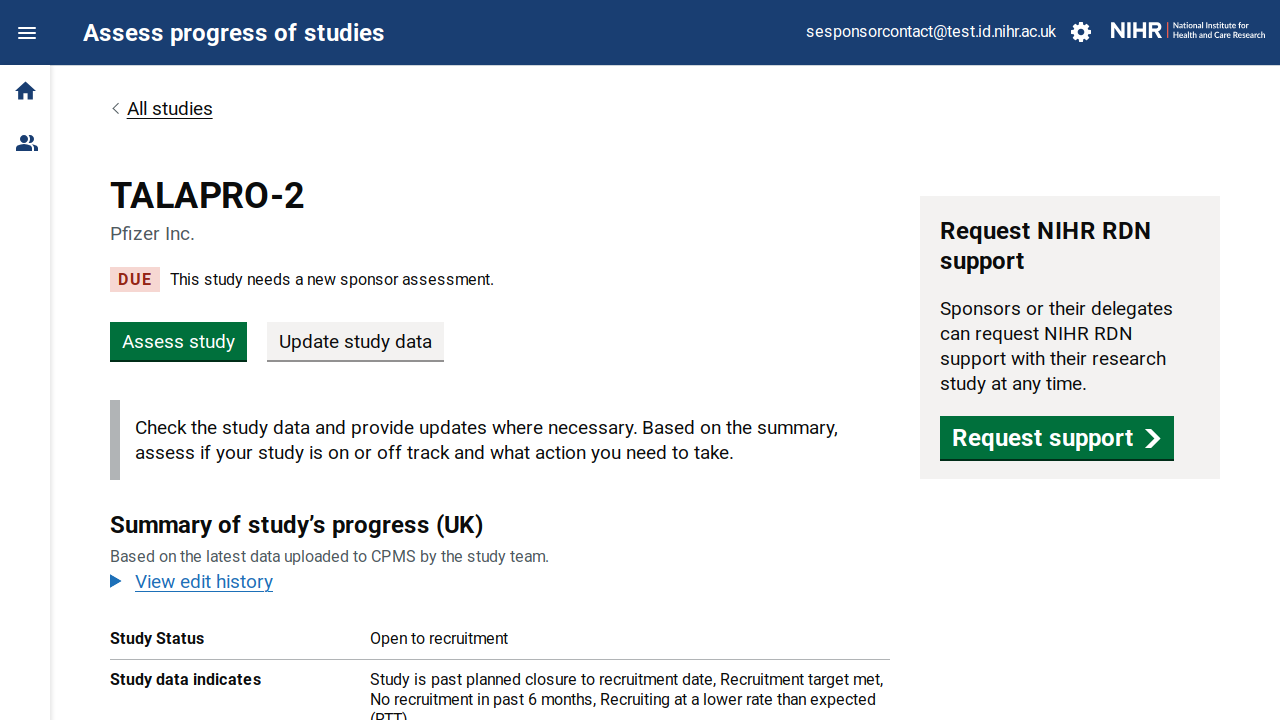 Assess progress of studies
sesponsorcontact@test.id.nihr.ac.uk
NIHR
National Institute for
Health and Care Research
All studies
TALAPRO-2
Pfizer Inc.
DUE This study needs a new sponsor assessment.
Assess study
Update study data
Check the study data and provide updates where necessary. Based on the summary,
assess if your study is on or off track and what action you need to take.
Summary of study’s progress (UK)
Based on the latest data uploaded to CPMS by the study team.
View edit history
Study Status Open to recruitment
Study data indicates Study is past planned closure to recruitment date, Recruitment target met,
No recruitment in past 6 months, Recruiting at a lower rate than expected
(RTT)
Request NIHR RDN
support
Sponsors or their delegates
can request NIHR RDN
support with their research
study at any time.
Request support